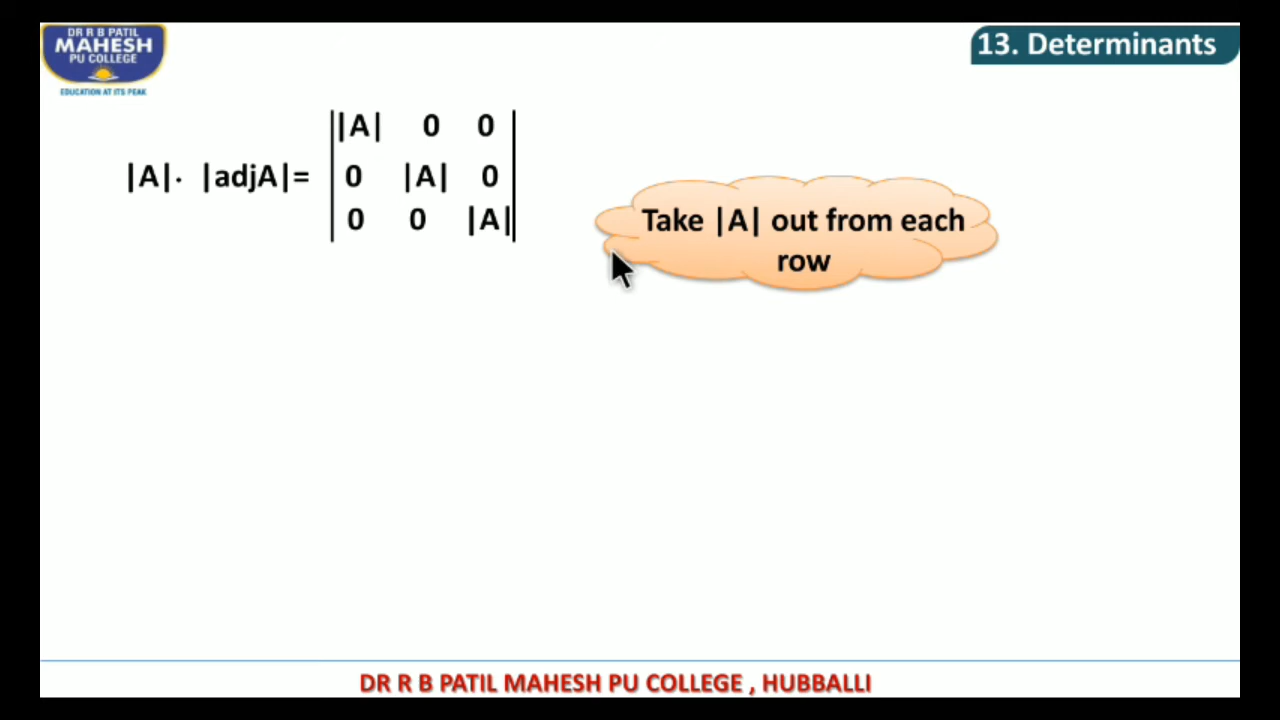 DR R B PATIL
MAHESH
PU COLLEGE
EDUCATION AT ITS PEAK
13. Determinants
|A| 0 0
|A|· |adjA|= 0 |A| 0
0 0 |A|
Take |A| out from each
row
DR R B PATIL MAHESH PU COLLEGE , HUBBALLI